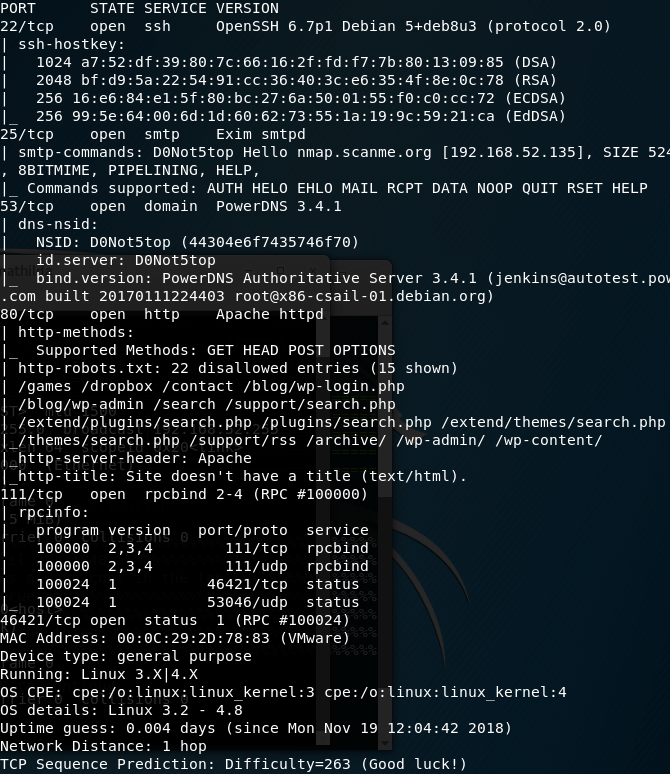 PORT      STATE SERVICE VERSION
22/tcp    open  ssh     OpenSSH 6.7p1 Debian 5+deb8u3 (protocol 2.0)
| ssh-hostkey:
|   1024 a7:52:df:39:80:7c:66:16:2f:fd:f7:7b:80:13:09:85 (DSA)
|   2048 bf:d9:5a:22:54:91:cc:36:40:3c:e6:35:4f:8e:0c:78 (RSA)
|   256 16:e6:84:e1:5f:80:bc:27:6a:50:01:55:f0:c0:cc:72 (ECDSA)
|_  256 99:5e:64:00:6d:1d:60:62:73:55:1a:19:9c:59:21:ca (EdDSA)
25/tcp    open  smtp    Exim smtpd
| smtp-commands: D0Not5top Hello nmap.scanme.org [192.168.52.135], SIZE 524
, 8BITMIME, PIPELINING, HELP,
|_ Commands supported: AUTH HELO EHLO MAIL RCPT DATA NOOP QUIT RSET HELP
53/tcp    open  domain  PowerDNS 3.4.1
| dns-nsid:
|   NSID: D0Not5top (44304e6f7435746f70)
|   id.server: D0Not5top
|_  bind.version: PowerDNS Authoritative Server 3.4.1 (jenkins@autotest.pow
.com built 20170111224403 root@x86-csail-01.debian.org)
80/tcp    open  http    Apache httpd
| http-methods:
|_  Supported Methods: GET HEAD POST OPTIONS
| http-robots.txt: 22 disallowed entries (15 shown)
| /games /dropbox /contact /blog/wp-login.php
| /blog/wp-admin /search /support/search.php
| /extend/plugins/search.php /plugins/search.php /extend/themes/search.php
|_/themes/search.php /support/rss /archive/ /wp-admin/ /wp-content/
|_http-server-header: Apache
|_http-title: Site doesn't have a title (text/html).
111/tcp   open  rpcbind 2-4 (RPC #100000)
| rpcinfo:
|   program version   port/proto  service
|   100000  2,3,4        111/tcp  rpcbind
|   100000  2,3,4        111/udp  rpcbind
|   100024  1          46421/tcp  status
|_  100024  1          53046/udp  status
46421/tcp open  status  1 (RPC #100024)
MAC Address: 00:0C:29:2D:78:83 (VMware)
Device type: general purpose
Running: Linux 3.X|4.X
OS CPE: cpe:/o:linux:linux_kernel:3 cpe:/o:linux:linux_kernel:4
OS details: Linux 3.2 - 4.8
Uptime guess: 0.004 days (since Mon Nov 19 12:04:42 2018)
Network Distance: 1 hop
TCP Sequence Prediction: Difficulty=263 (Good luck!)